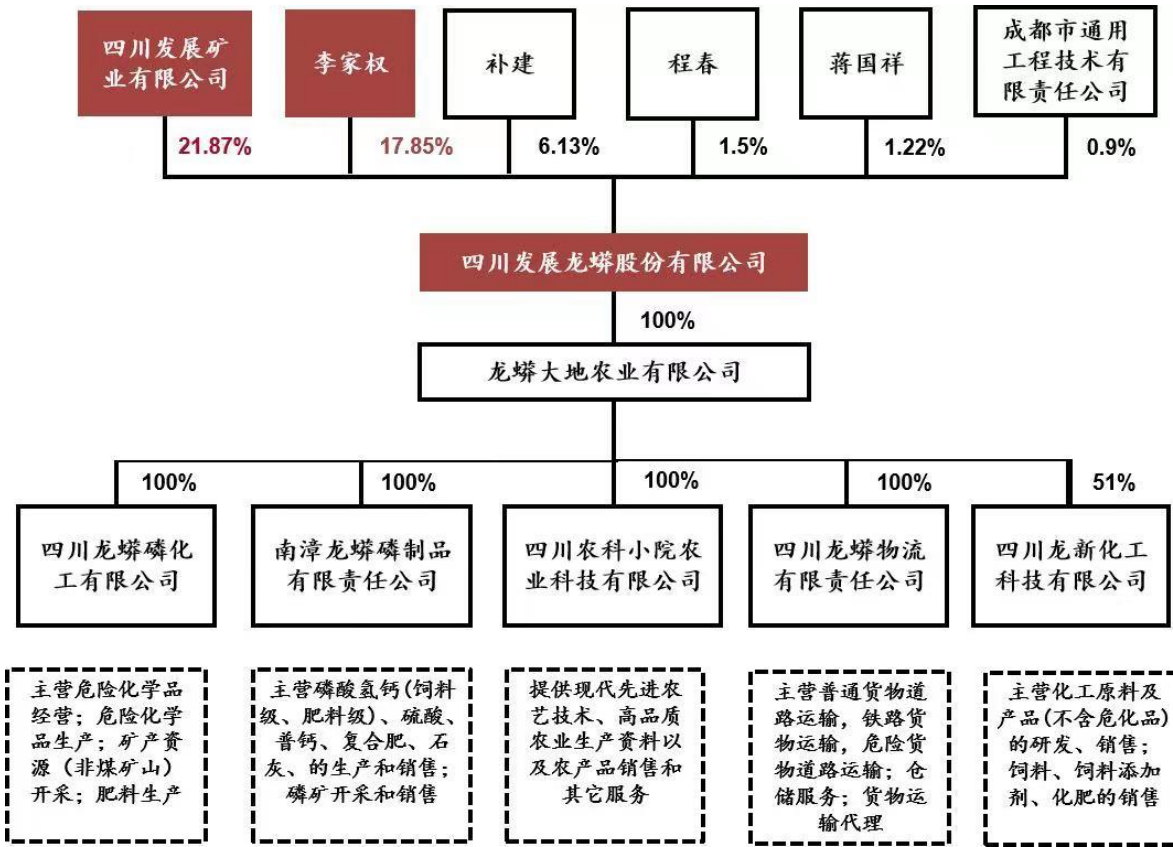 四川发展矿
业有限公司
李家权
补建
程春
蒋国祥
成都市通用
工程技术有
限责任公司
21.87%
17.85%
6.13%
1.5%
1.22%
0.9%
四川发展龙蟒股份有限公司
100%
龙蟒大地农业有限公司
100%
100%
100%
100%
51%
四川龙蟒磷化
工有限公司
南漳龙蟒磷制品
有限责任公司
四川农科小院农
业科技有限公司
四川龙蟒物流
有限责任公司
四川龙新化工
科技有限公司
主营危险化学品
经营；危险化学
品生产；矿产资
源（非煤矿山）
开采；肥料生产
主营磷酸氢钙(饲料
级、肥料级)、硫酸、
普钙、复合肥、石
灰、的生产和销售；
磷矿开采和销售
提供现代先进农
艺技术、高品质
农业生产资料以
及农产品销售和
其它服务
主营普通货物道
路运输，铁路货
物运输，危险货
物道路运输；仓
储服务；货物运
输代理
主营化工原料及
产品(不含危化品)
的研发、销售；
饲料、饲料添加
剂、化肥的销售